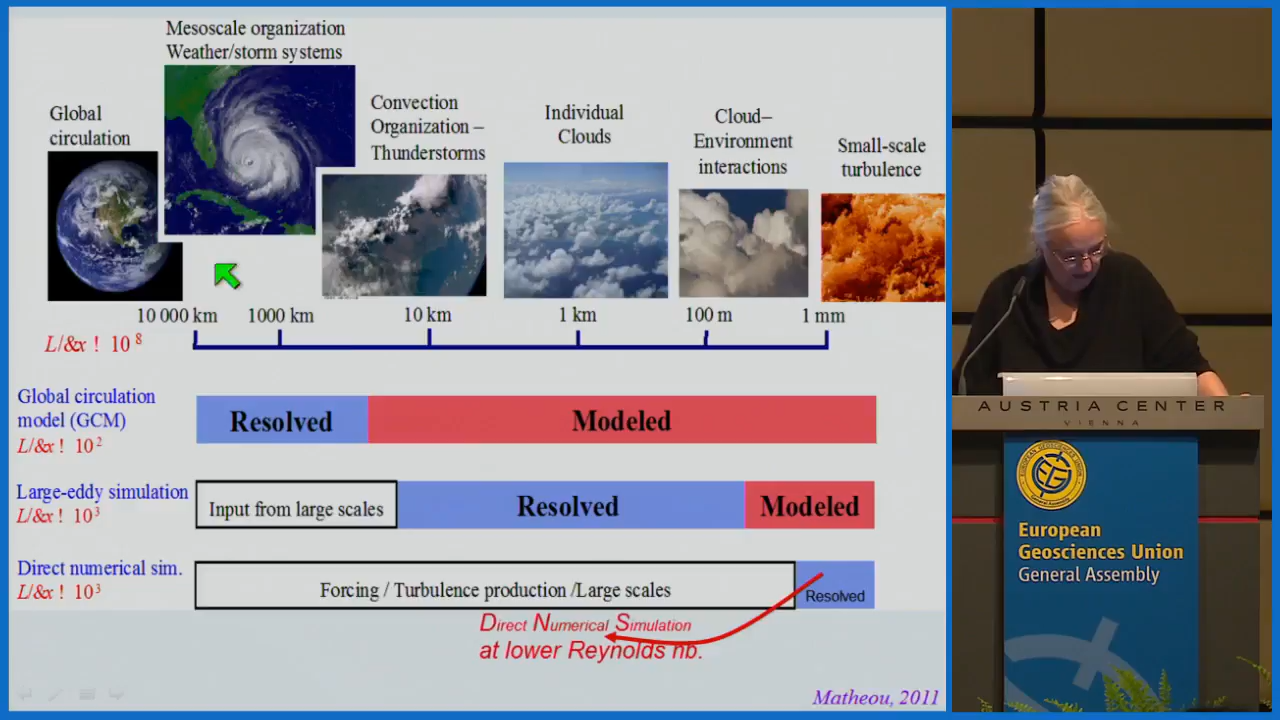 Mesoscale organization
Weather/storm systems
Global
circulation
Convection
Organization –
Thunderstorms
Individual
Clouds
Cloud–
Environment
interactions
Small-scale
turbulence
10 000 km
1000 km
10 km
1 km
100 m
1 mm
L/&x ! 10 8
Global circulation
model (GCM)
L/&x ! 10 2
Resolved
Modeled
Large-eddy simulation
L/&x ! 10 3
Input from large scales
Resolved
Modeled
Direct numerical sim.
L/&x ! 10 3
Forcing / Turbulence production /Large scales
Resolved
Direct Numerical Simulation
at lower Reynolds nb.
Matheou, 2011
AUSTRIA CENTER
VIENNA
European
Geosciences Union
General Assembly